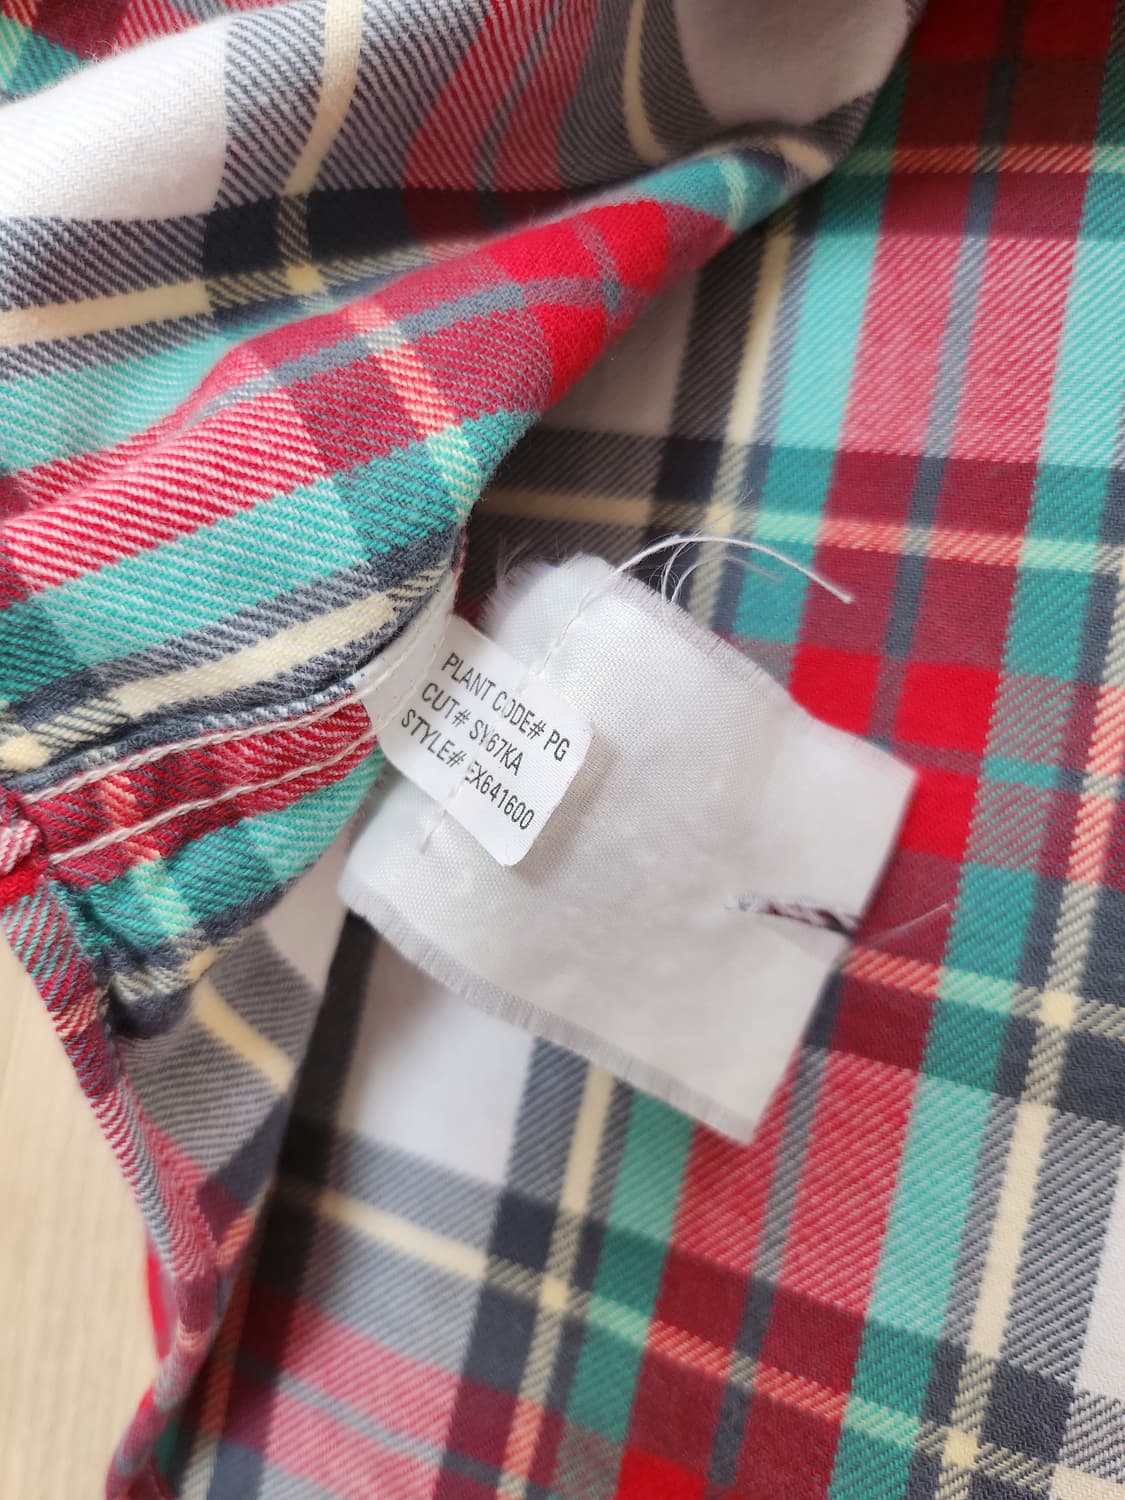 PLANT CODE# PG
CUT# SY67KA
STYLE# EX641600